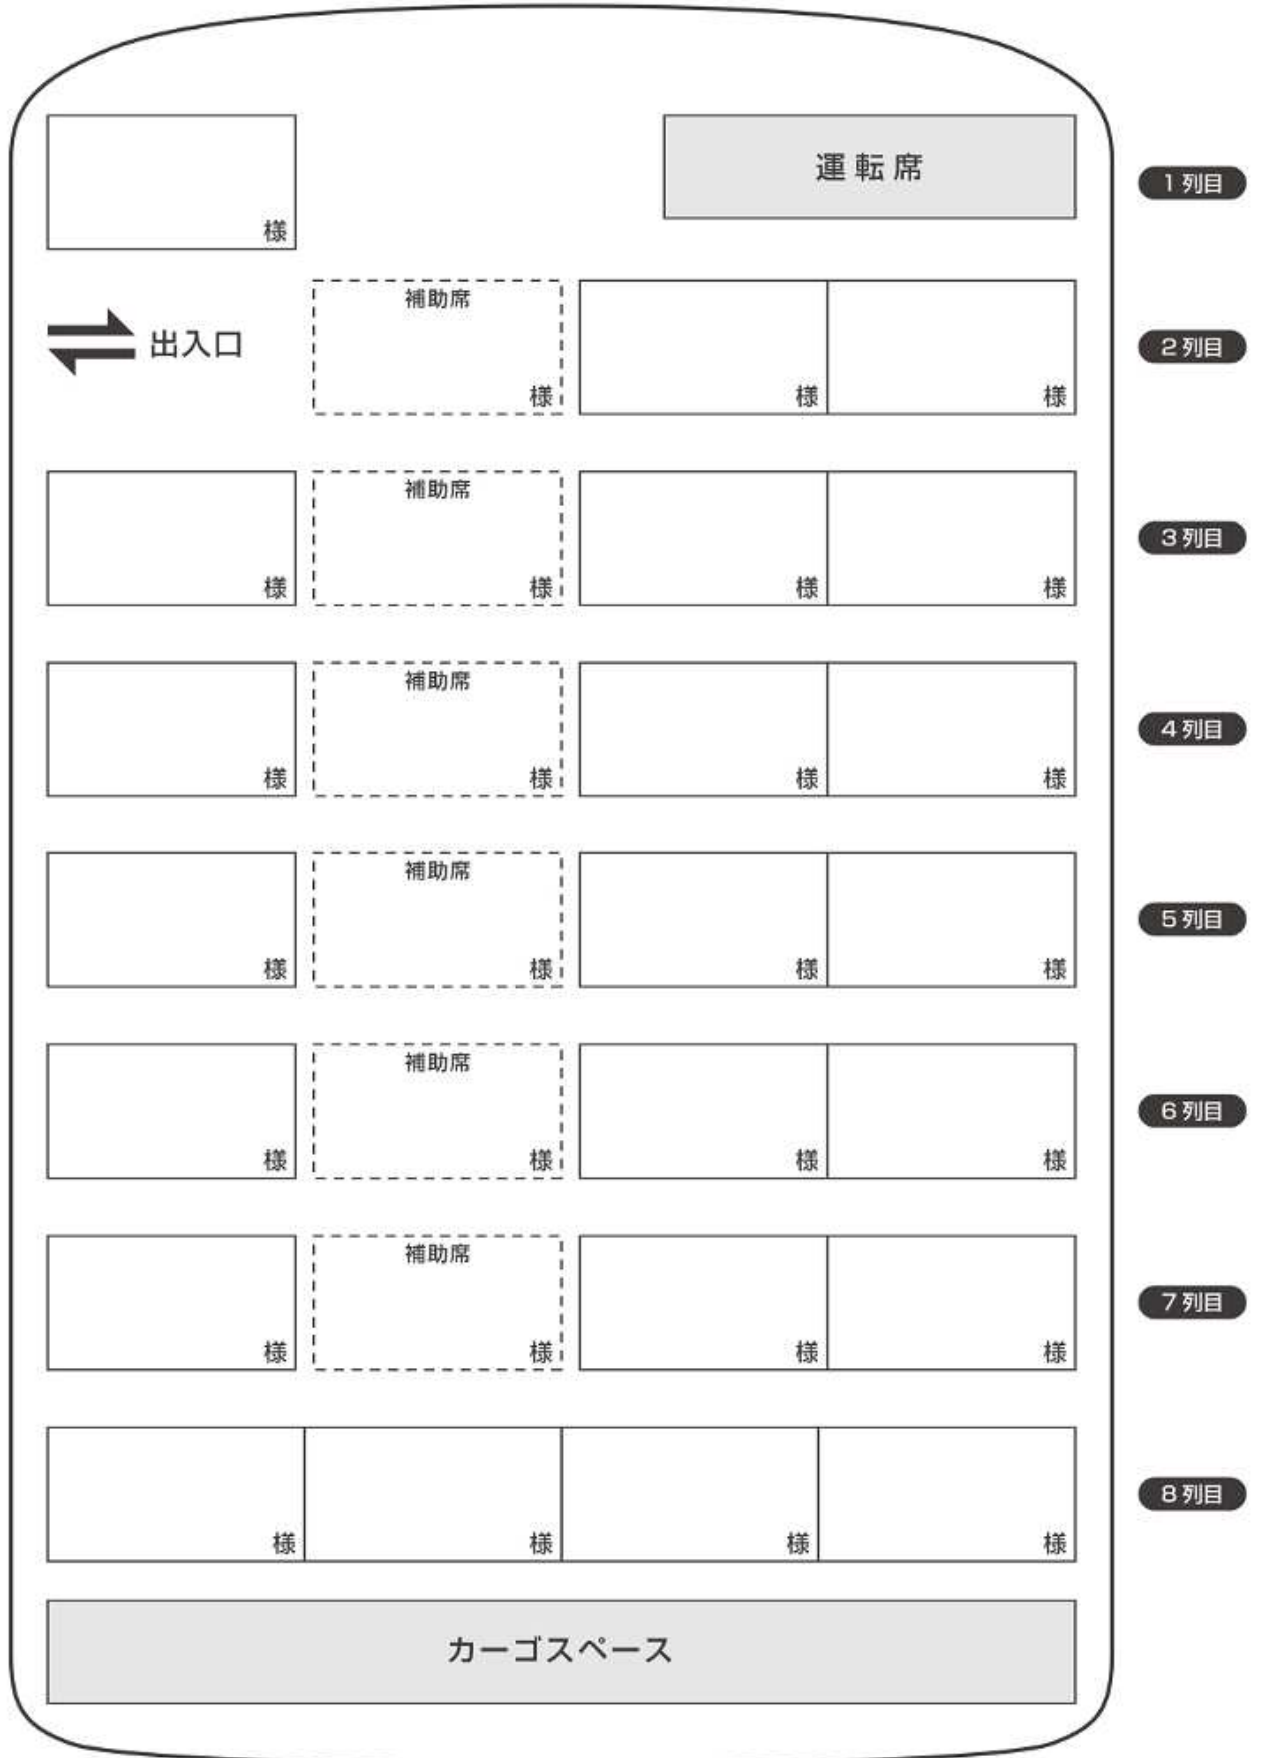 運転席
1列目
様
補助席
出入口
2列目
様 様 様
補助席
3列目
様 様 様 様
補助席
4列目
様 様 様 様
補助席
5列目
様 様 様 様
補助席
6列目
様 様 様 様
補助席
7列目
様 様 様 様
8列目
様 様 様 様
カーゴスペース